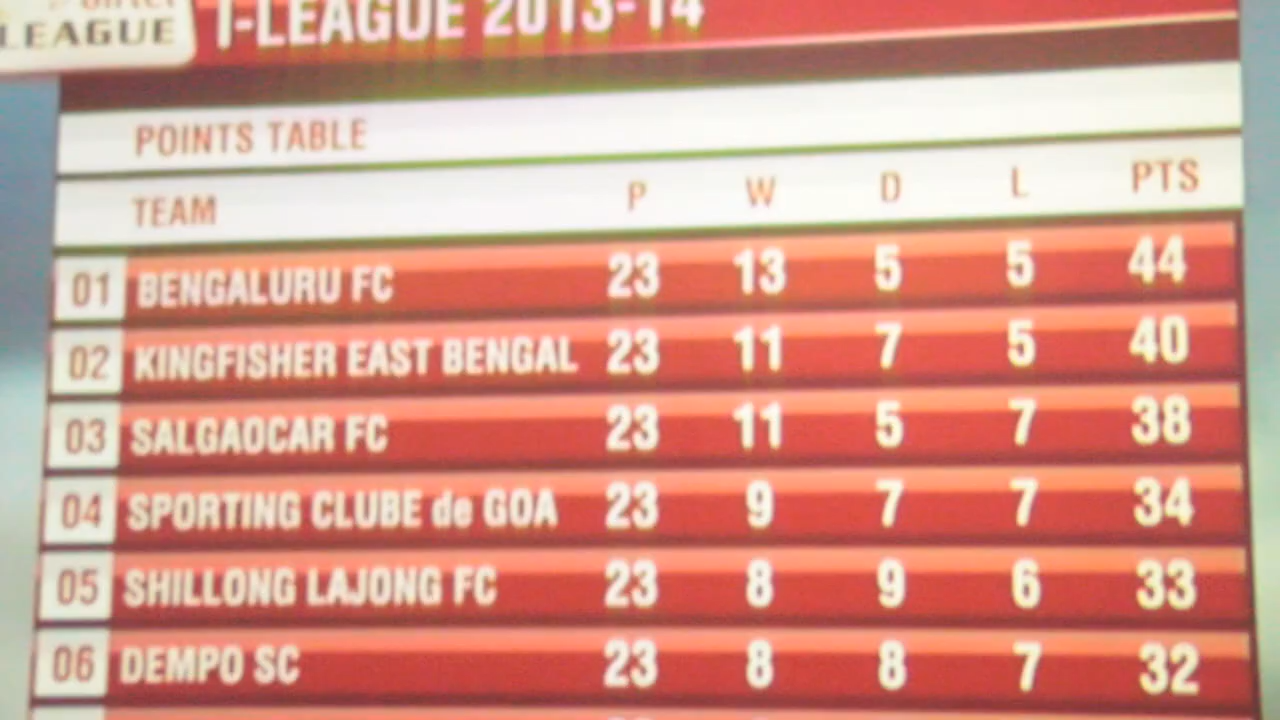 LEAGUE
I-LEAGUE 2013-14
POINTS TABLE
TEAM P W D L PTS
01 BENGALURU FC 23 13 5 5 44
02 KINGFISHER EAST BENGAL 23 11 7 5 40
03 SALGAOCAR FC 23 11 5 7 38
04 SPORTING CLUBE de GOA 23 9 7 7 34
05 SHILLONG LAJONG FC 23 8 9 6 33
06 DEMPO SC 23 8 8 7 32